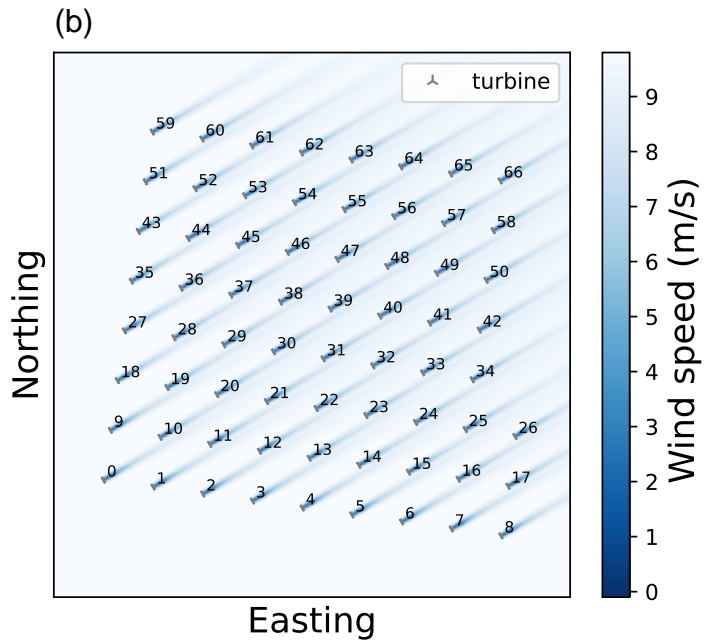 (b)
turbine
59 60 61 62 63 64 65 66
51 52 53 54 55 56 57 58
43 44 45 46 47 48 49 50
35 36 37 38 39 40 41 42
27 28 29 30 31 32 33 34
18 19 20 21 22 23 24 25 26
9 10 11 12 13 14 15 16 17
0 1 2 3 4 5 6 7 8
Northing
Easting
9
8
7
6
5
4
3
2
1
0
Wind speed (m/s)